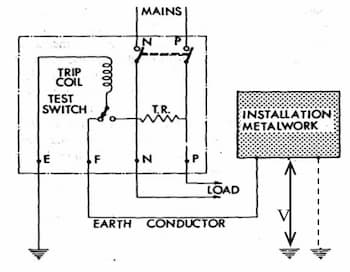 MAINS
N P
TRIP
COIL
TEST
SWITCH
T.R.
INSTALLATION
METALWORK
E F N P
LOAD
V
EARTH CONDUCTOR